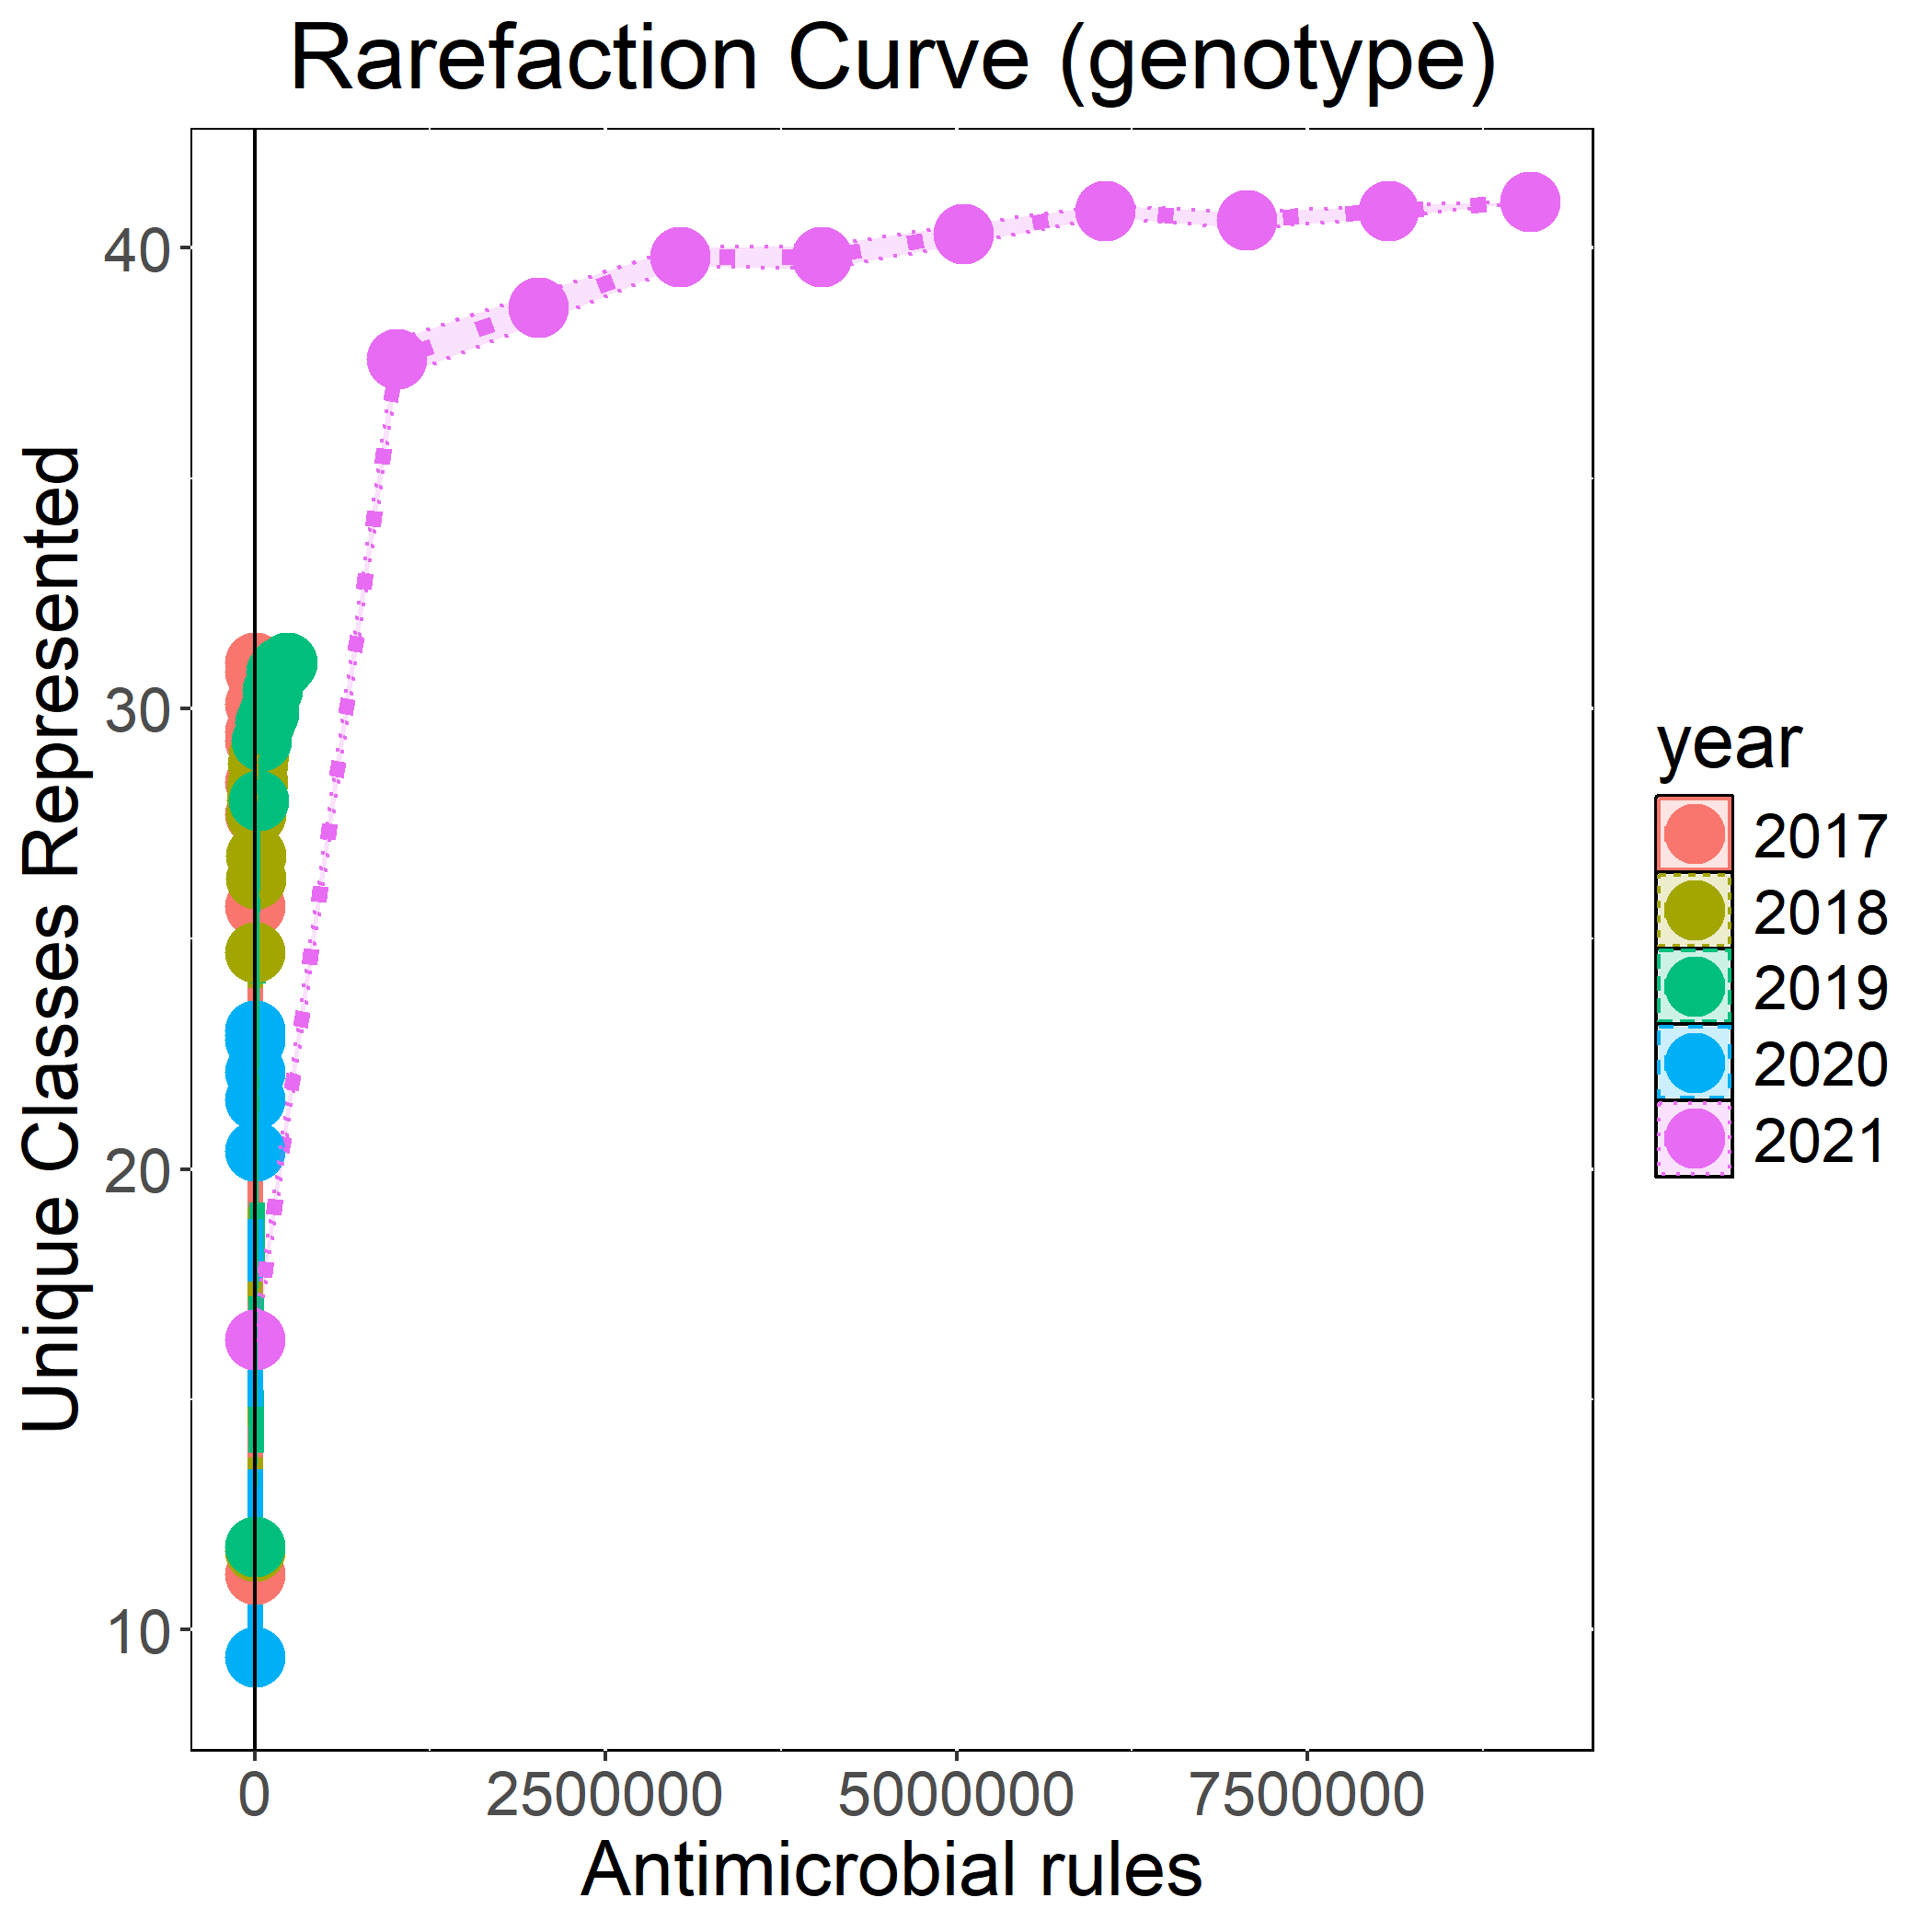 Rarefaction Curve (genotype)
Unique Classes Represented
40
30
20
10
0 2500000 5000000 7500000
Antimicrobial rules
year
2017
2018
2019
2020
2021